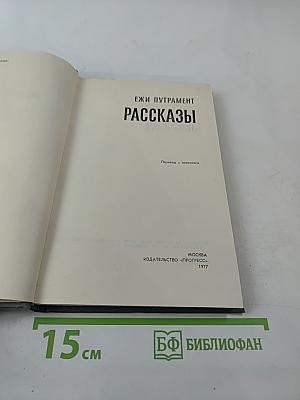 ЕЖИ ПУТРАМЕНТ
РАССКАЗЫ
Перевод с польского
МОСКВА
ИЗДАТЕЛЬСТВО «ПРОГРЕСС»
1977
15 см
БФ БИБЛИОФАН